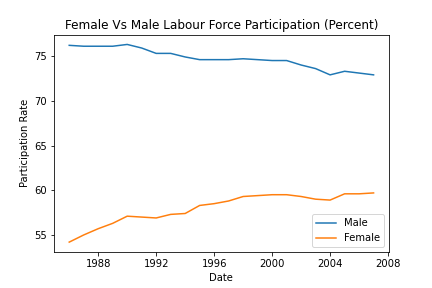 Female Vs Male Labour Force Participation (Percent)
75
70
65
60
55
Participation Rate
Male
Female
1988 1992 1996 2000 2004 2008
Date